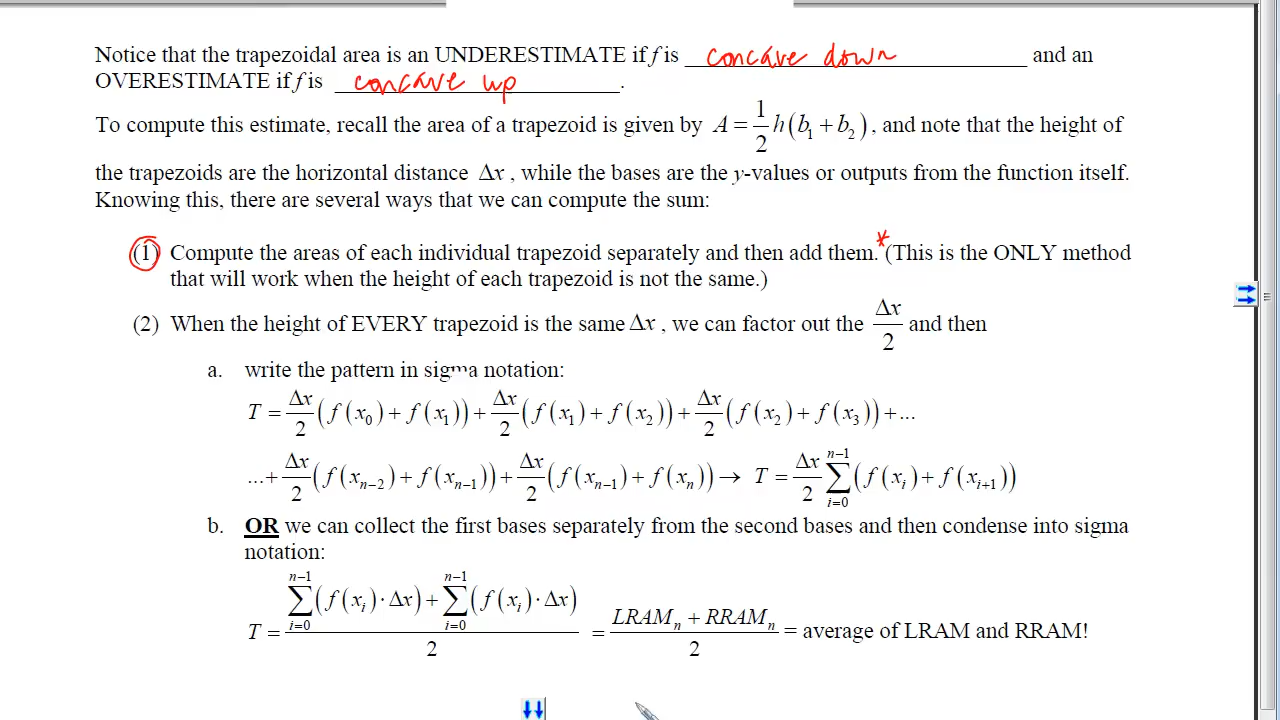 Notice that the trapezoidal area is an UNDERESTIMATE if f is concave down and an
OVERESTIMATE if f is concave up.
To compute this estimate, recall the area of a trapezoid is given by A = 1/2 h(b₁ + b₂), and note that the height of
the trapezoids are the horizontal distance Δx, while the bases are the y-values or outputs from the function itself.
Knowing this, there are several ways that we can compute the sum:
(1) Compute the areas of each individual trapezoid separately and then add them.*(This is the ONLY method
that will work when the height of each trapezoid is not the same.)
(2) When the height of EVERY trapezoid is the same Δx, we can factor out the Δx/2 and then
a. write the pattern in sigma notation:
T = Δx/2 (f(x₀) + f(x₁)) + Δx/2 (f(x₁) + f(x₂)) + Δx/2 (f(x₂) + f(x₃)) + ...
... + Δx/2 (f(xₙ₋₂) + f(xₙ₋₁)) + Δx/2 (f(xₙ₋₁) + f(xₙ)) → T = Δx/2 ∑_{i=0}^{n−1} (f(xᵢ) + f(xᵢ₊₁))
b. OR we can collect the first bases separately from the second bases and then condense into sigma
notation:
T = (∑_{i=0}^{n−1} (f(xᵢ)·Δx) + ∑_{i=0}^{n−1} (f(xᵢ)·Δx)) / 2 = (LRAMₙ + RRAMₙ) / 2 = average of LRAM and RRAM!